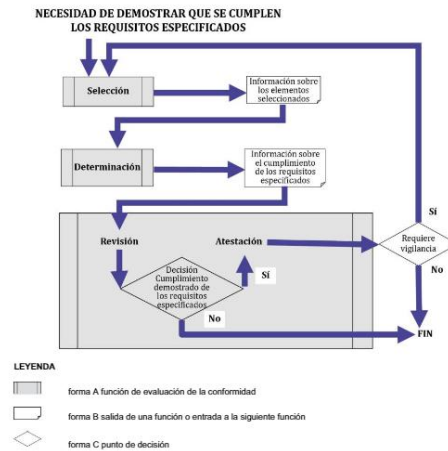 NECESIDAD DE DEMOSTRAR QUE SE CUMPLEN
LOS REQUISITOS ESPECIFICADOS
Selección
Información sobre
los elementos
seleccionados
Determinación
Información sobre
el cumplimiento
de los requisitos
especificados
Sí
Revisión
Atestación
Requiere
vigilancia
Decisión
Cumplimiento
demostrado de
los requisitos
especificados
Sí
No
No
FIN
LEYENDA
forma A función de evaluación de la conformidad
forma B salida de una función o entrada a la siguiente función
forma C punto de decisión